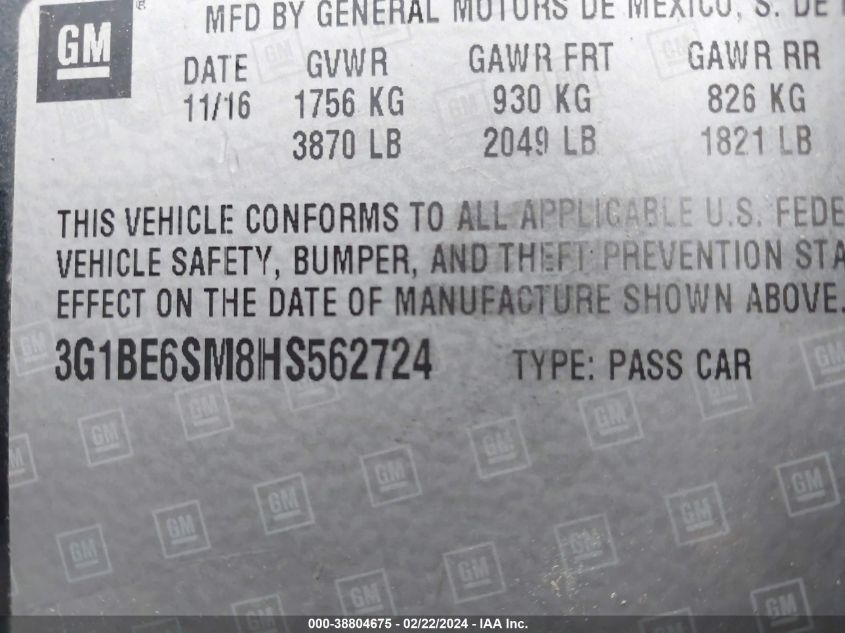 GM
MFD BY GENERAL MOTORS DE MEXICO, S. DE
DATE GVWR GAWR FRT GAWR RR
11/16 1756 KG 930 KG 826 KG
3870 LB 2049 LB 1821 LB
THIS VEHICLE CONFORMS TO ALL APPLICABLE U.S. FEDE
VEHICLE SAFETY, BUMPER, AND THEFT PREVENTION STA
EFFECT ON THE DATE OF MANUFACTURE SHOWN ABOVE.
3G1BE6SM8HS562724 TYPE: PASS CAR
000-38804675 - 02/22/2024 - IAA Inc.